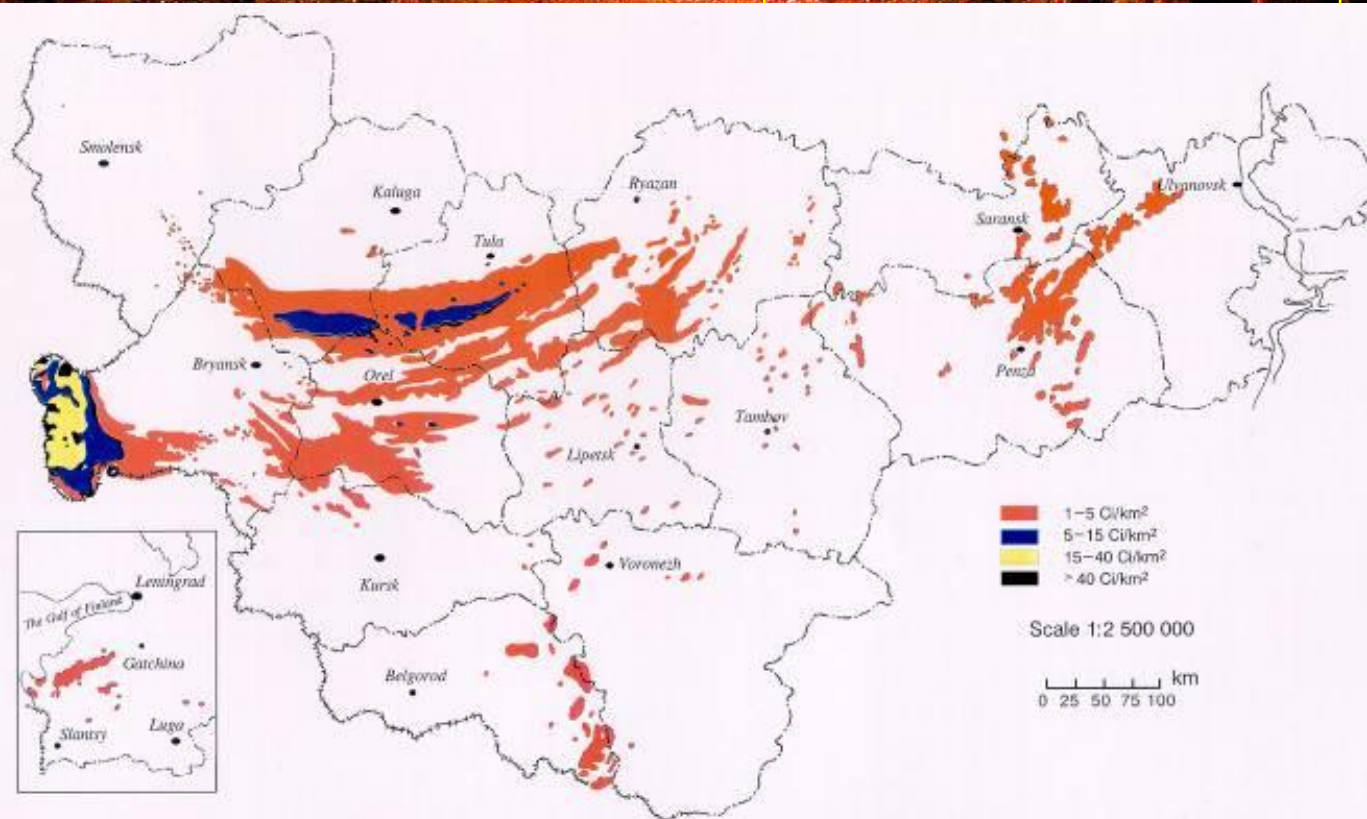 Smolensk
Kaluga
Ryazan
Ulyanovsk
Saransk
Tula
Bryansk
Orel
Penza
Tambov
Lipetsk
1–5 Ci/km²
5–15 Ci/km²
15–40 Ci/km²
> 40 Ci/km²
Kursk
Voronezh
Leningrad
The Gulf of Finland
Gatchina
Scale 1:2 500 000
km
0 25 50 75 100
Belgorod
Luga
Slantsy